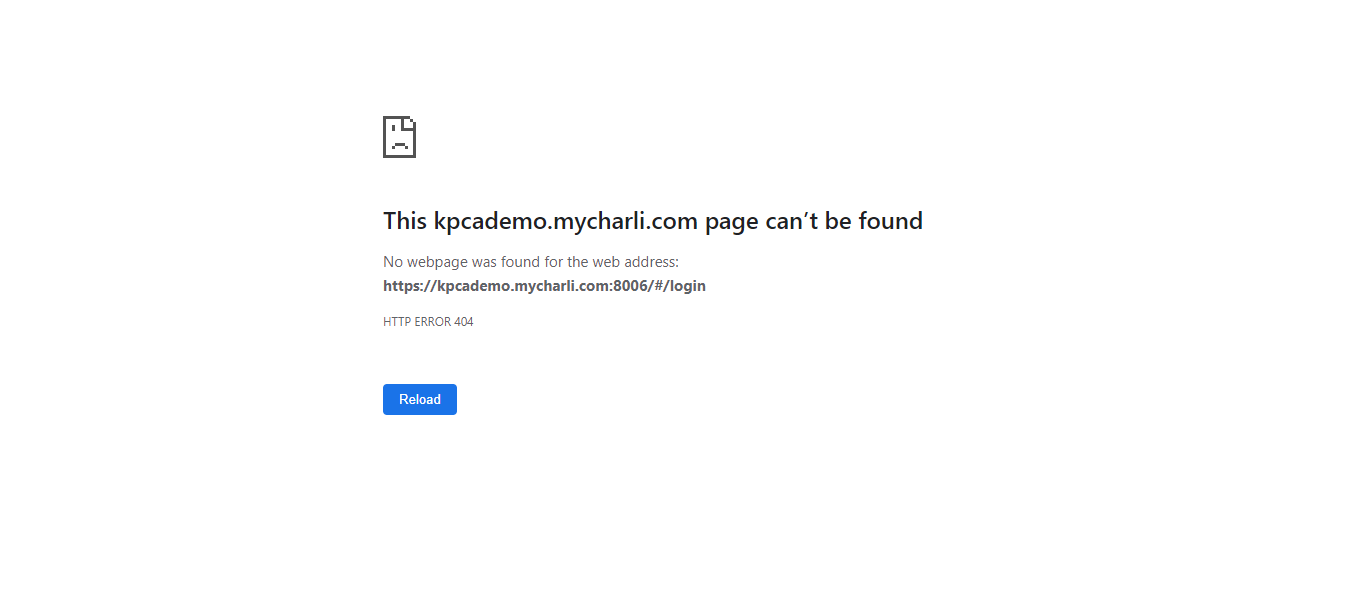 This kpcademo.mycharli.com page can’t be found
No webpage was found for the web address:
https://kpcademo.mycharli.com:8006/#/login
HTTP ERROR 404
Reload